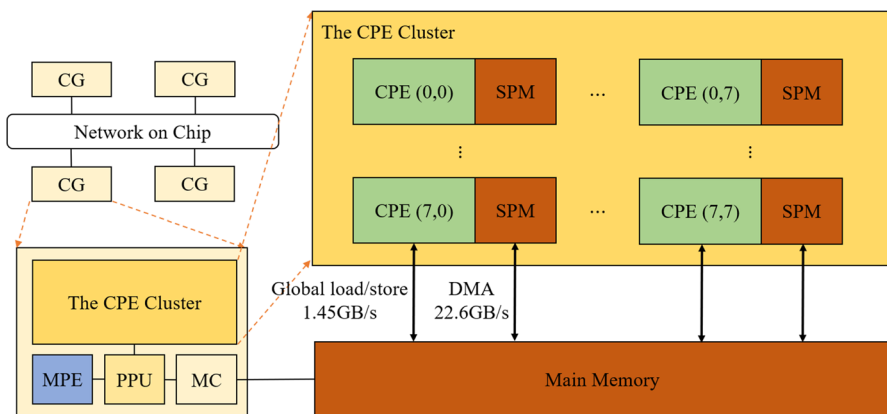 The CPE Cluster
CG
CG
Network on Chip
CG
CG
CPE (0,0)
SPM
...
CPE (0,7)
SPM
...
...
CPE (7,0)
SPM
...
CPE (7,7)
SPM
The CPE Cluster
MPE
PPU
MC
Global load/store
1.45GB/s
DMA
22.6GB/s
Main Memory